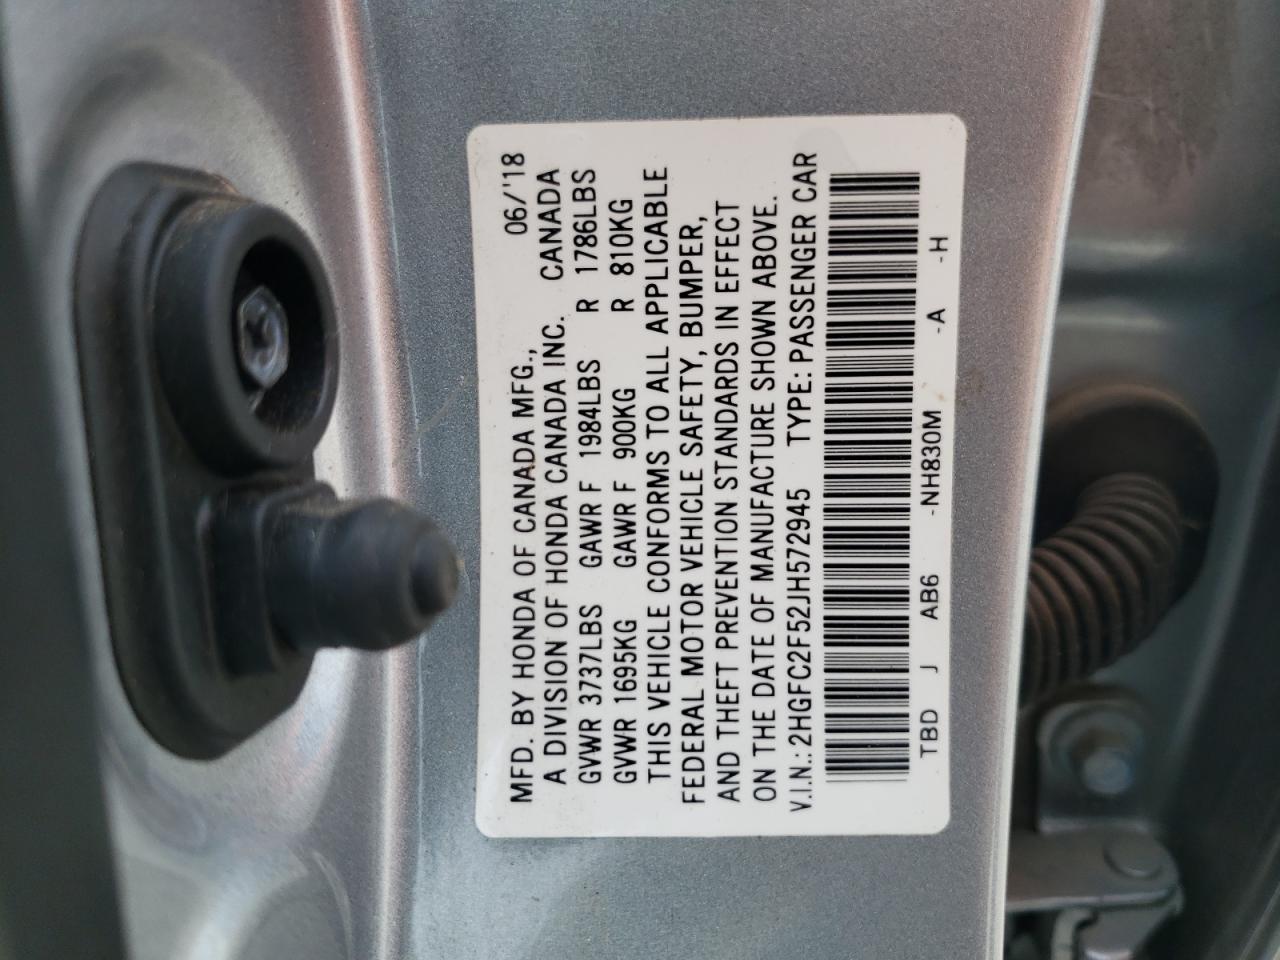 MFD. BY HONDA OF CANADA MFG., 06/'18
A DIVISION OF HONDA CANADA INC. CANADA
GVWR 3737LBS GAWR F 1984LBS R 1786LBS
GVWR 1695KG GAWR F 900KG R 810KG
THIS VEHICLE CONFORMS TO ALL APPLICABLE
FEDERAL MOTOR VEHICLE SAFETY, BUMPER,
AND THEFT PREVENTION STANDARDS IN EFFECT
ON THE DATE OF MANUFACTURE SHOWN ABOVE.
V.I.N.: 2HGFC2F52JH572945 TYPE: PASSENGER CAR
TBD J AB6 -NH830M -A -H